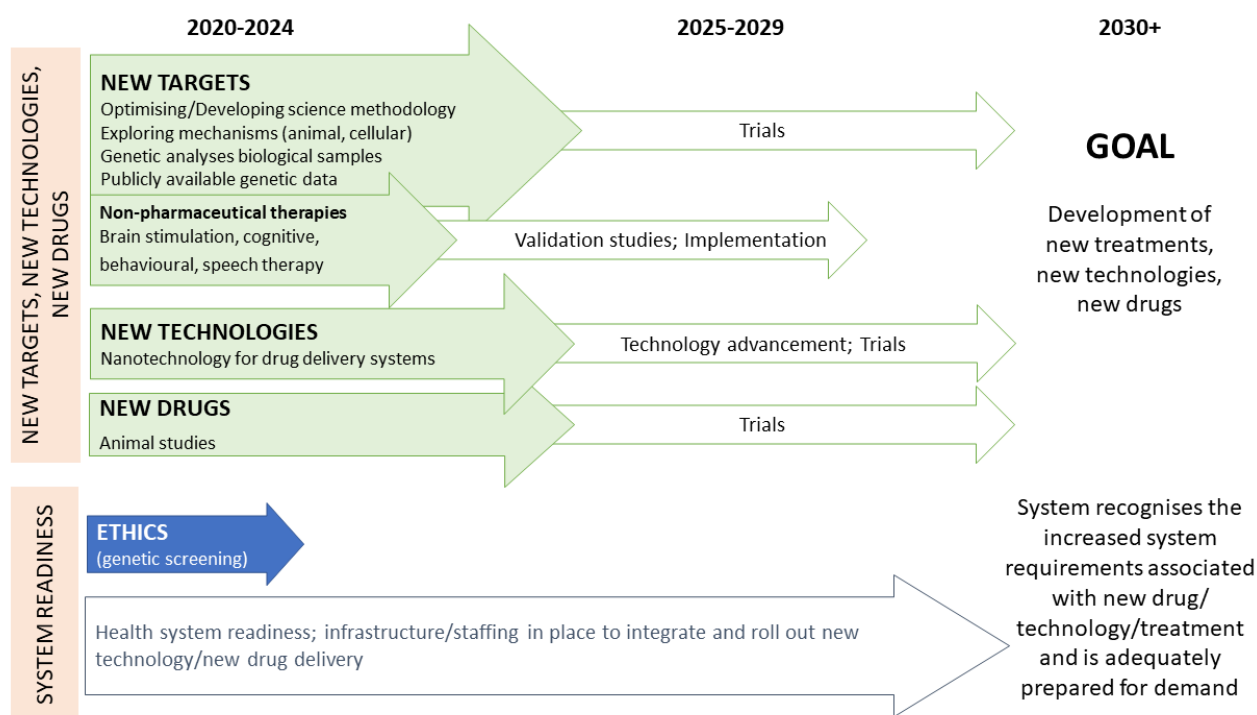 2020-2024
2025-2029
2030+
NEW TARGETS, NEW TECHNOLOGIES,
NEW DRUGS
NEW TARGETS
Optimising/Developing science methodology
Exploring mechanisms (animal, cellular)
Genetic analyses biological samples
Publicly available genetic data
Trials
Non-pharmaceutical therapies
Brain stimulation, cognitive,
behavioural, speech therapy
Validation studies; Implementation
NEW TECHNOLOGIES
Nanotechnology for drug delivery systems
Technology advancement; Trials
NEW DRUGS
Animal studies
Trials
GOAL
Development of
new treatments,
new technologies,
new drugs
SYSTEM READINESS
ETHICS
(genetic screening)
Health system readiness; infrastructure/staffing in place to integrate and roll out new
technology/new drug delivery
System recognises the
increased system
requirements associated
with new drug/
technology/treatment
and is adequately
prepared for demand